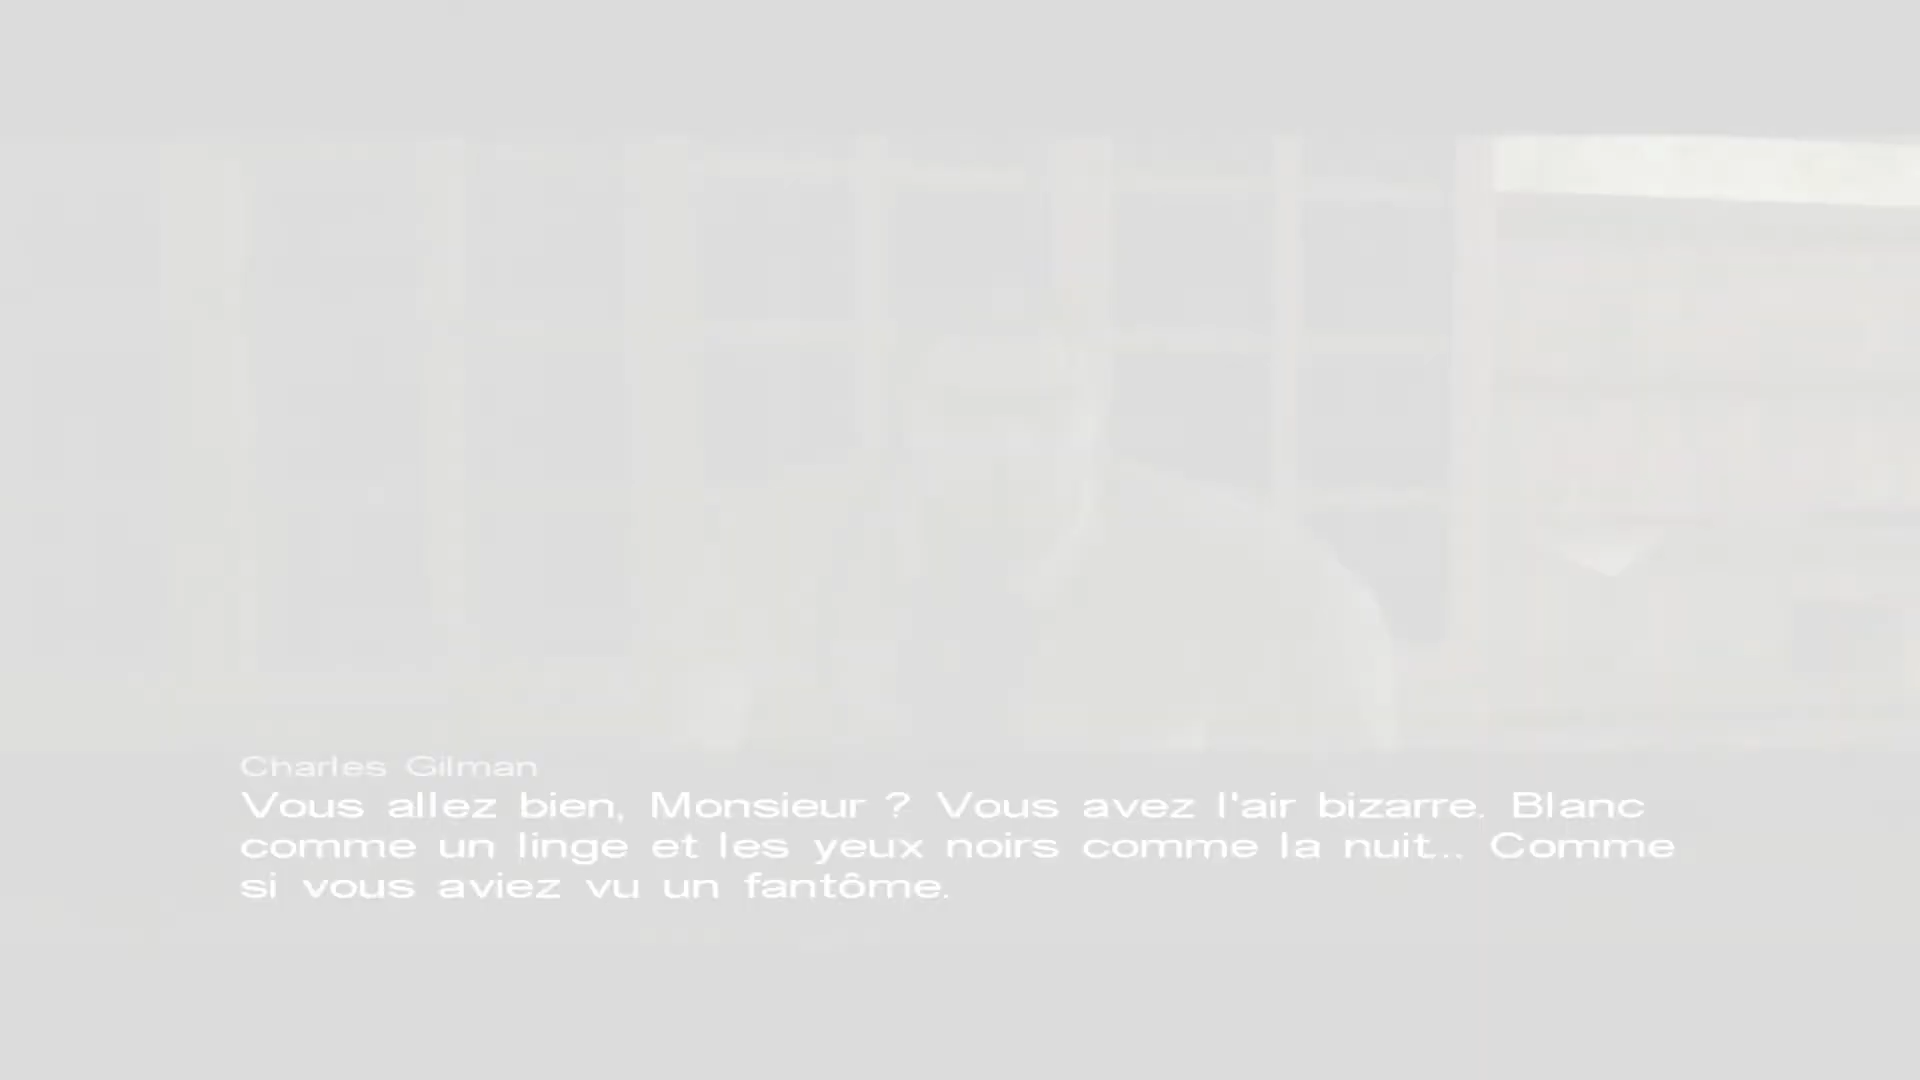 Charles Gilman
Vous allez bien, Monsieur ? Vous avez l'air bizarre. Blanc
comme un linge et les yeux noirs comme la nuit... Comme
si vous aviez vu un fantôme.